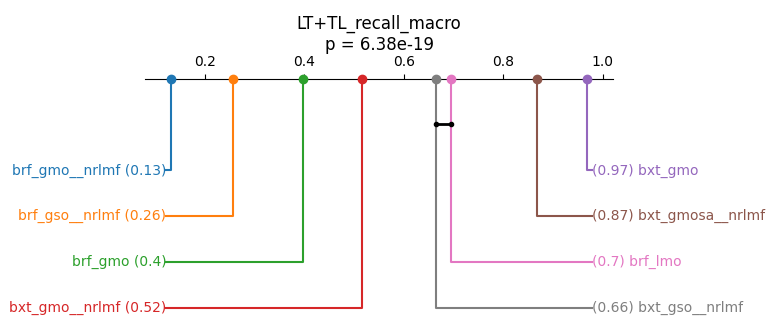 LT+TL_recall_macro
p = 6.38e-19
0.2 0.4 0.6 0.8 1.0
brf_gmo__nrlmf (0.13) (0.97) bxt_gmo
brf_gso__nrlmf (0.26) (0.87) bxt_gmosa__nrlmf
brf_gmo (0.4) (0.7) brf_lmo
bxt_gmo__nrlmf (0.52) (0.66) bxt_gso__nrlmf